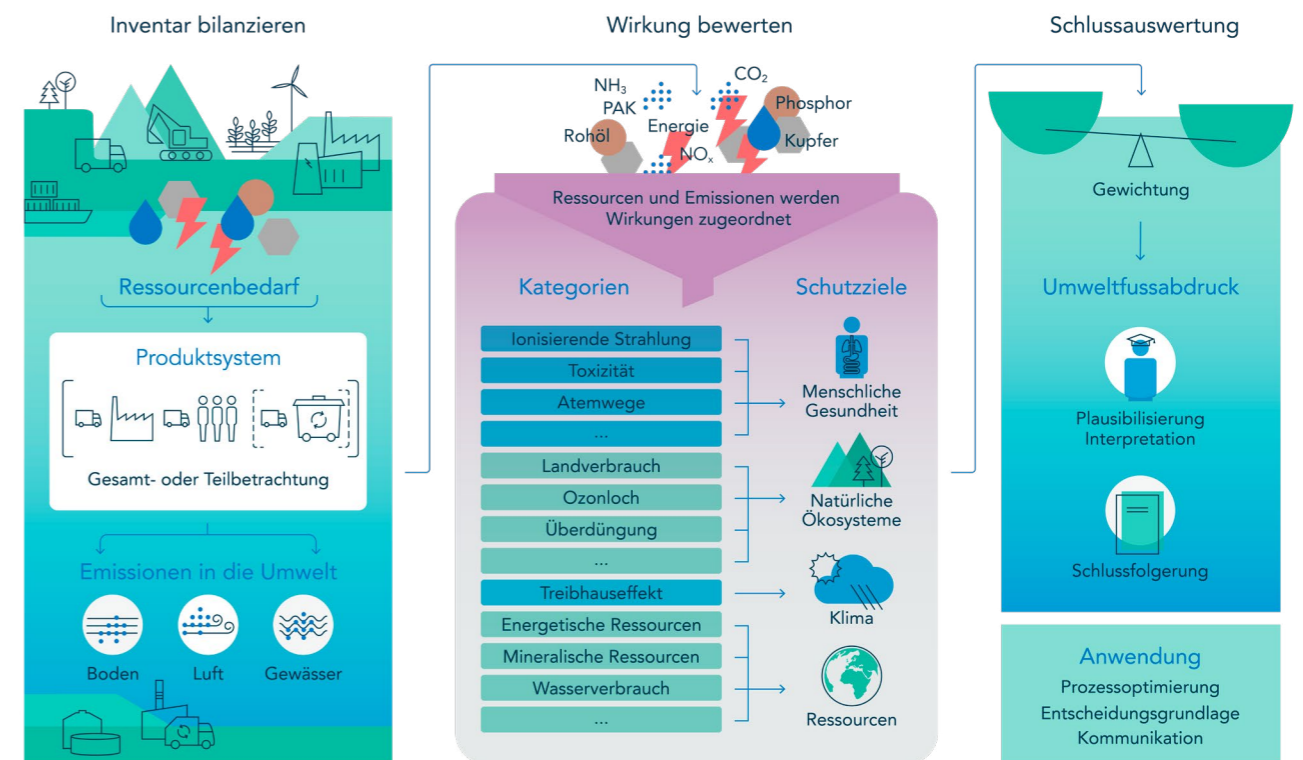 Inventar bilanzieren
Ressourcenbedarf
Produktsystem
Gesamt- oder Teilbetrachtung
Emissionen in die Umwelt
Boden
Luft
Gewässer
Wirkung bewerten
NH₃
CO₂
PAK
Phosphor
Rohöl
Energie
Kupfer
NOₓ
Ressourcen und Emissionen werden
Wirkungen zugeordnet
Kategorien
Ionisierende Strahlung
Toxizität
Atemwege
...
Landverbrauch
Ozonloch
Überdüngung
...
Treibhauseffekt
Energetische Ressourcen
Mineralische Ressourcen
Wasserverbrauch
...
Schutzziele
Menschliche
Gesundheit
Natürliche
Ökosysteme
Klima
Ressourcen
Schlussauswertung
Gewichtung
Umweltfussabdruck
Plausibilisierung
Interpretation
Schlussfolgerung
Anwendung
Prozessoptimierung
Entscheidungsgrundlage
Kommunikation